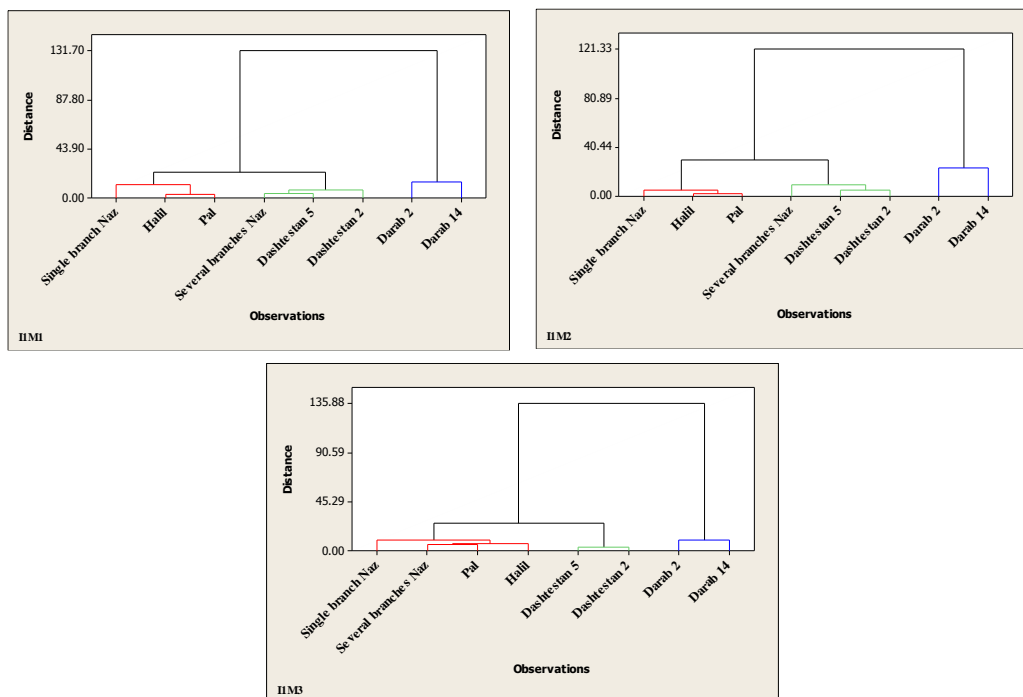 131.70
87.80
43.90
0.00
Distance
Single branch Naz
Halil
Pal
Several branches Naz
Dashtestan 5
Dashtestan 2
Darab 2
Darab 14
Observations
I1M1
121.33
80.89
40.44
0.00
Distance
Single branch Naz
Halil
Pal
Several branches Naz
Dashtestan 5
Dashtestan 2
Darab 2
Darab 14
Observations
I1M2
135.88
90.59
45.29
0.00
Distance
Single branch Naz
Several branches Naz
Pal
Halil
Dashtestan 5
Dashtestan 2
Darab 2
Darab 14
Observations
I1M3